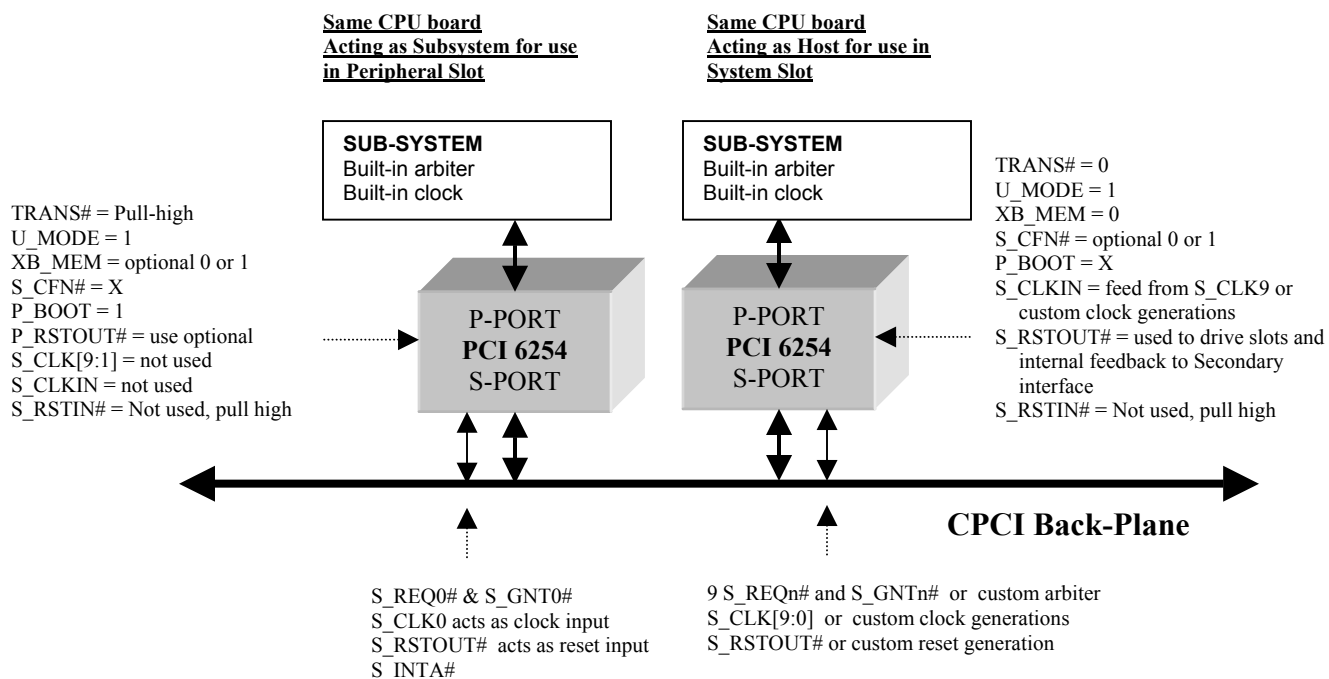 Same CPU board
Acting as Subsystem for use
in Peripheral Slot
Same CPU board
Acting as Host for use in
System Slot
SUB-SYSTEM
Built-in arbiter
Built-in clock
SUB-SYSTEM
Built-in arbiter
Built-in clock
TRANS# = Pull-high
U_MODE = 1
XB_MEM = optional 0 or 1
S_CFN# = X
P_BOOT = 1
P_RSTOUT# = use optional
S_CLK[9:1] = not used
S_CLKIN = not used
S_RSTIN# = Not used, pull high
P-PORT
PCI 6254
S-PORT
P-PORT
PCI 6254
S-PORT
TRANS# = 0
U_MODE = 1
XB_MEM = 0
S_CFN# = optional 0 or 1
P_BOOT = X
S_CLKIN = feed from S_CLK9 or
custom clock generations
S_RSTOUT# = used to drive slots and
internal feedback to Secondary
interface
S_RSTIN# = Not used, pull high
CPCI Back-Plane
S_REQ0# & S_GNT0#
S_CLK0 acts as clock input
S_RSTOUT# acts as reset input
S_INTA#
9 S_REQn# and S_GNTn# or custom arbiter
S_CLK[9:0] or custom clock generations
S_RSTOUT# or custom reset generation